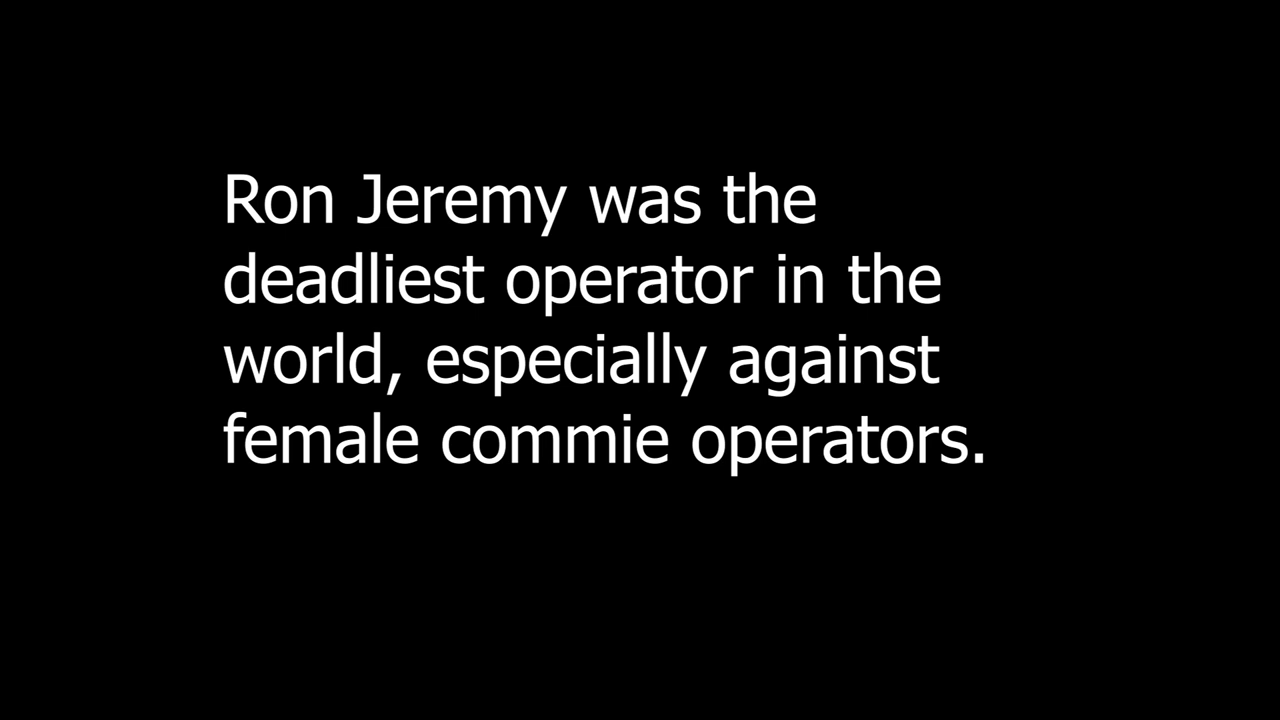 Ron Jeremy was the
deadliest operator in the
world, especially against
female commie operators.